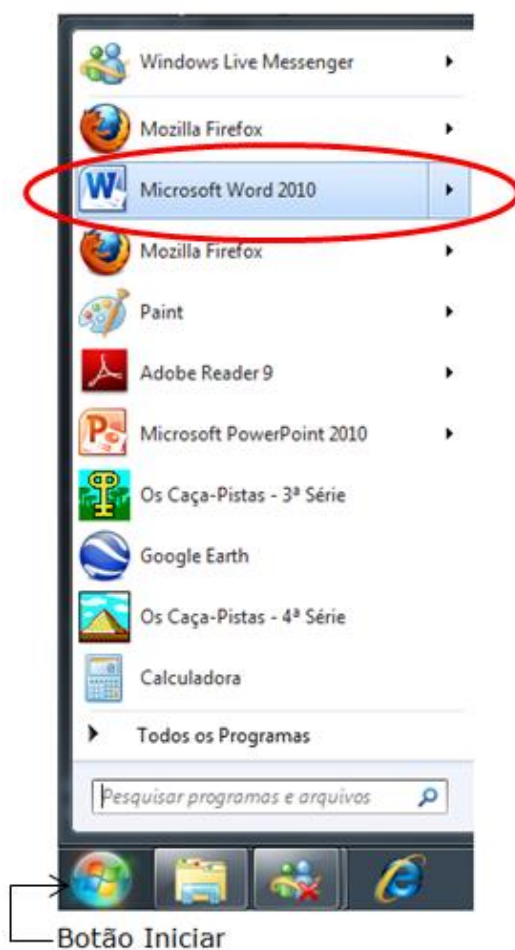 Windows Live Messenger
Mozilla Firefox
Microsoft Word 2010
Mozilla Firefox
Paint
Adobe Reader 9
Microsoft PowerPoint 2010
Os Caça-Pistas - 3ª Série
Google Earth
Os Caça-Pistas - 4ª Série
Calculadora
Todos os Programas
Pesquisar programas e arquivos
Botão Iniciar